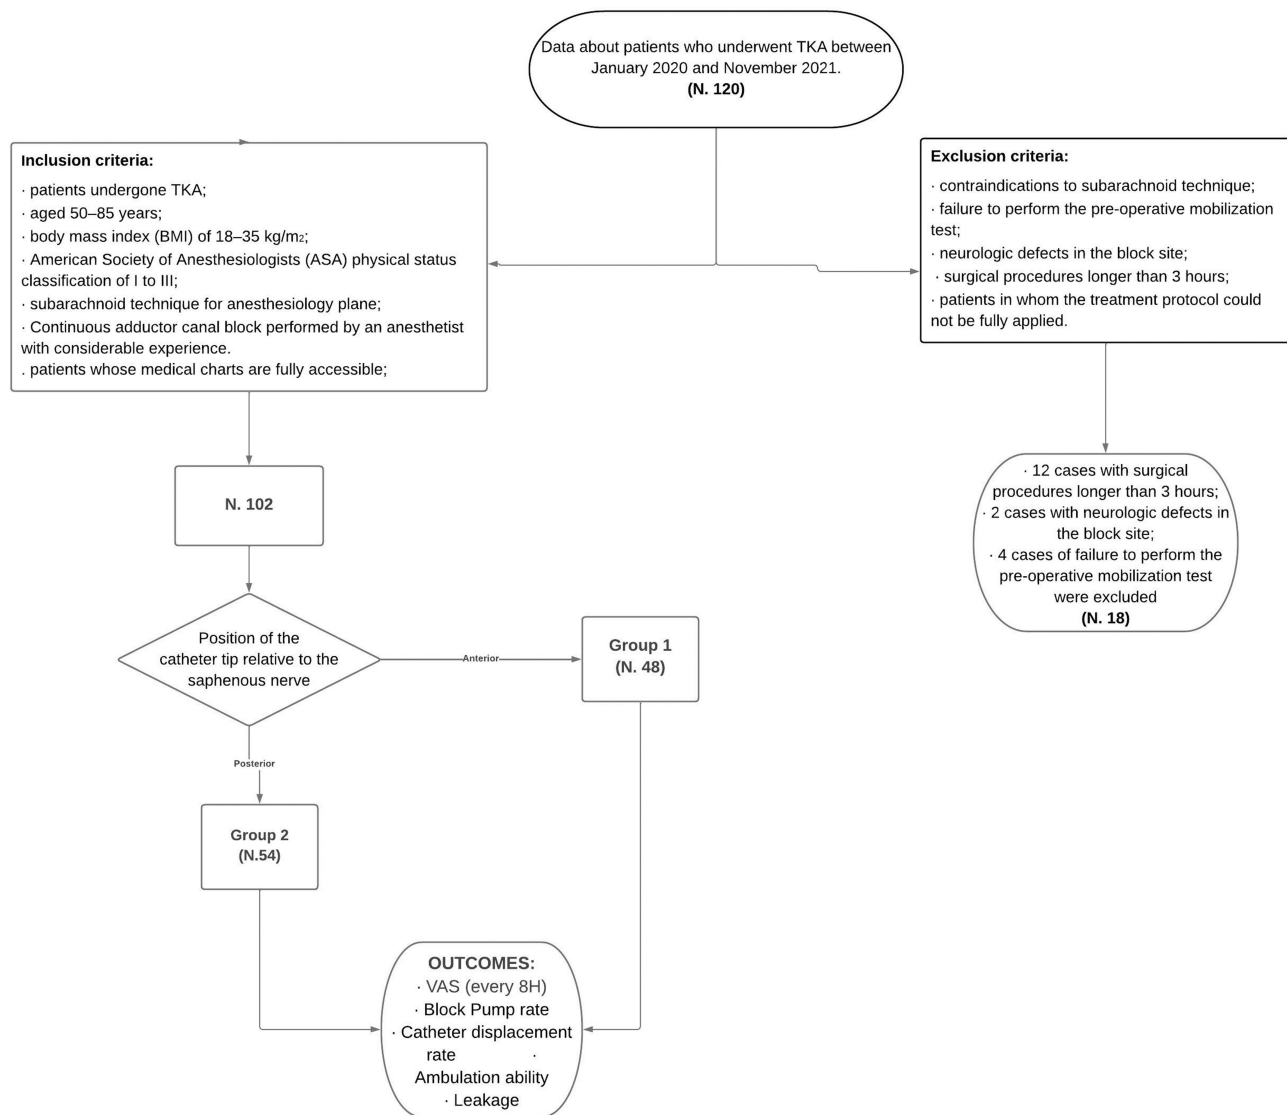 Data about patients who underwent TKA between
January 2020 and November 2021.
(N. 120)
Inclusion criteria:
· patients undergone TKA;
· aged 50–85 years;
· body mass index (BMI) of 18–35 kg/m2;
· American Society of Anesthesiologists (ASA) physical status
classification of I to III;
· subarachnoid technique for anesthesiology plane;
· Continuous adductor canal block performed by an anesthetist
with considerable experience.
. patients whose medical charts are fully accessible;
Exclusion criteria:
· contraindications to subarachnoid technique;
· failure to perform the pre-operative mobilization
test;
· neurologic defects in the block site;
· surgical procedures longer than 3 hours;
· patients in whom the treatment protocol could
not be fully applied.
N. 102
· 12 cases with surgical
procedures longer than 3 hours;
· 2 cases with neurologic defects in
the block site;
· 4 cases of failure to perform the
pre-operative mobilization test
were excluded
(N. 18)
Position of the
catheter tip relative to the
saphenous nerve
Anterior
Group 1
(N. 48)
Posterior
Group 2
(N.54)
OUTCOMES:
· VAS (every 8H)
· Block Pump rate
· Catheter displacement
rate ·
Ambulation ability
· Leakage